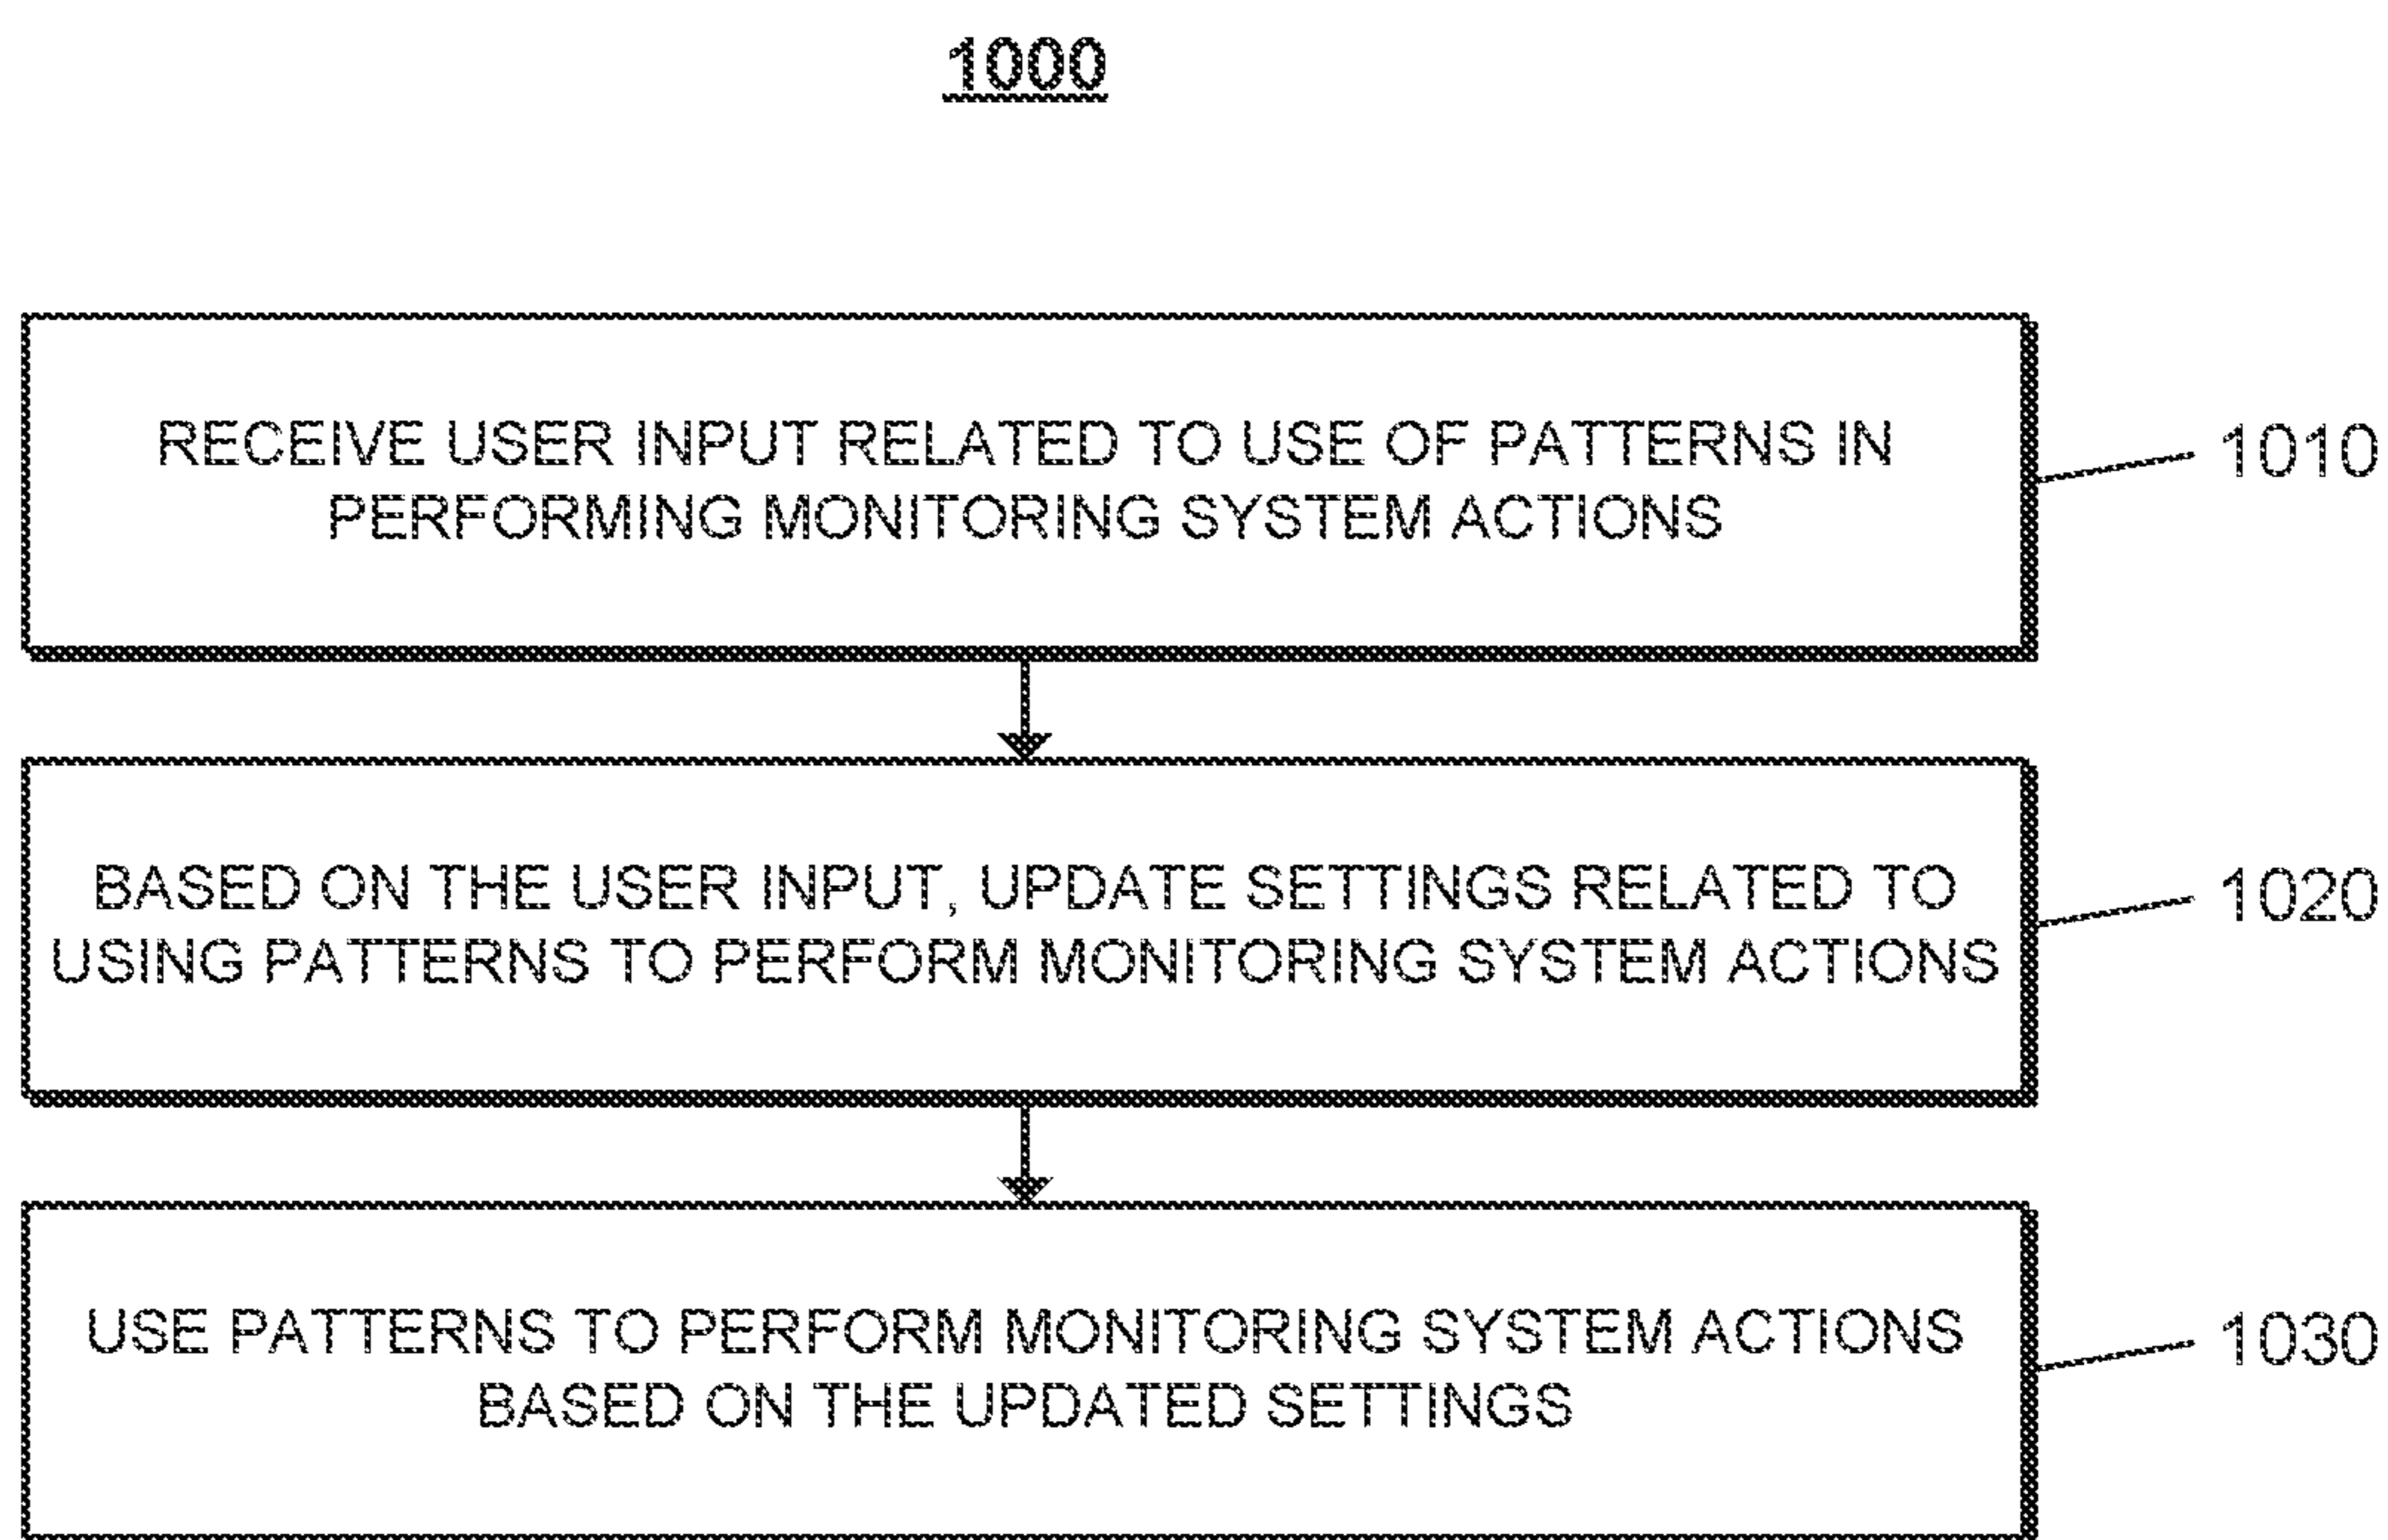 1000
RECEIVE USER INPUT RELATED TO USE OF PATTERNS IN
PERFORMING MONITORING SYSTEM ACTIONS
1010
BASED ON THE USER INPUT, UPDATE SETTINGS RELATED TO
USING PATTERNS TO PERFORM MONITORING SYSTEM ACTIONS
1020
USE PATTERNS TO PERFORM MONITORING SYSTEM ACTIONS
BASED ON THE UPDATED SETTINGS
1030